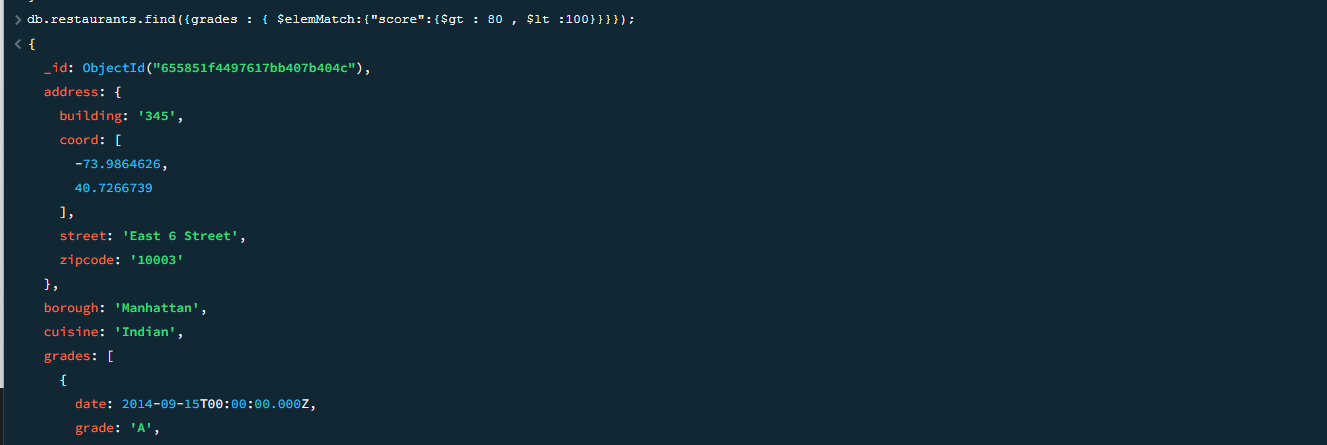 db.restaurants.find({grades : { $elemMatch:{"score":{$gt : 80 , $lt :100}}}});
{
_id: ObjectId("655851f4497617bb407b404c"),
address: {
building: '345',
coord: [
-73.9864626,
40.7266739
],
street: 'East 6 Street',
zipcode: '10003'
},
borough: 'Manhattan',
cuisine: 'Indian',
grades: [
{
date: 2014-09-15T00:00:00.000Z,
grade: 'A',